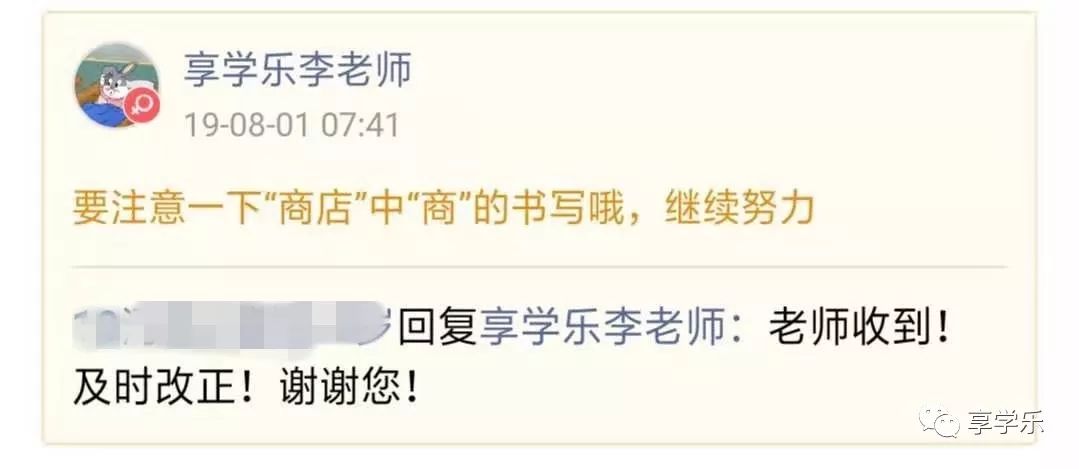 享学乐李老师
19-08-01 07:41
要注意一下“商店”中“商”的书写哦，继续努力
回复享学乐李老师：老师收到！
及时改正！谢谢您！
享学乐